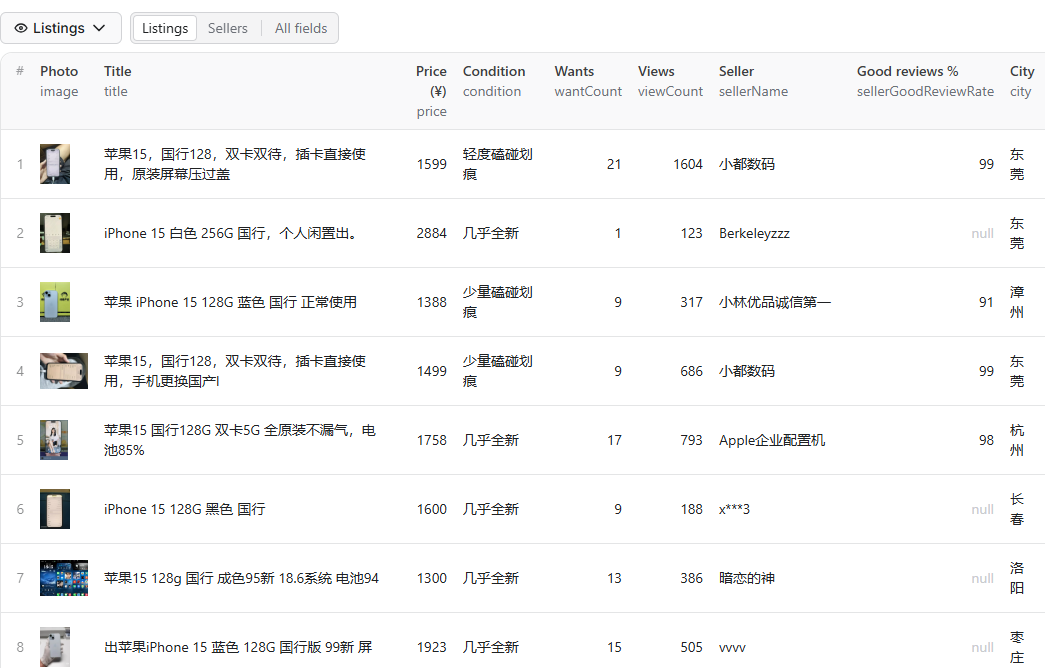 Listings
Listings Sellers All fields
# Photo Title Price Condition Wants Views Seller Good reviews % City
image title (¥) condition wantCount viewCount sellerName sellerGoodReviewRate city
price
1 苹果15，国行128，双卡双待，插卡直接使 1599 轻度磕碰划 21 1604 小都数码 99 东
用，原装屏幕压过盖 痕 莞
2 iPhone 15 白色 256G 国行，个人闲置出。 2884 几乎全新 1 123 Berkeleyzzz null 东
莞
3 苹果 iPhone 15 128G 蓝色 国行 正常使用 1388 少量磕碰划 9 317 小林优品诚信第一 91 漳
痕 州
4 苹果15，国行128，双卡双待，插卡直接使 1499 少量磕碰划 9 686 小都数码 99 东
用，手机更换国产l 痕 莞
5 苹果15 国行128G 双卡5G 全原装不漏气，电 1758 几乎全新 17 793 Apple企业配置机 98 杭
池85% 州
6 iPhone 15 128G 黑色 国行 1600 几乎全新 9 188 x***3 null 长
春
7 苹果15 128g 国行 成色95新 18.6系统 电池94 1300 几乎全新 13 386 暗恋的神 null 洛
阳
8 出苹果iPhone 15 蓝色 128G 国行版 99新 屏 1923 几乎全新 15 505 vvvv null 枣
庄